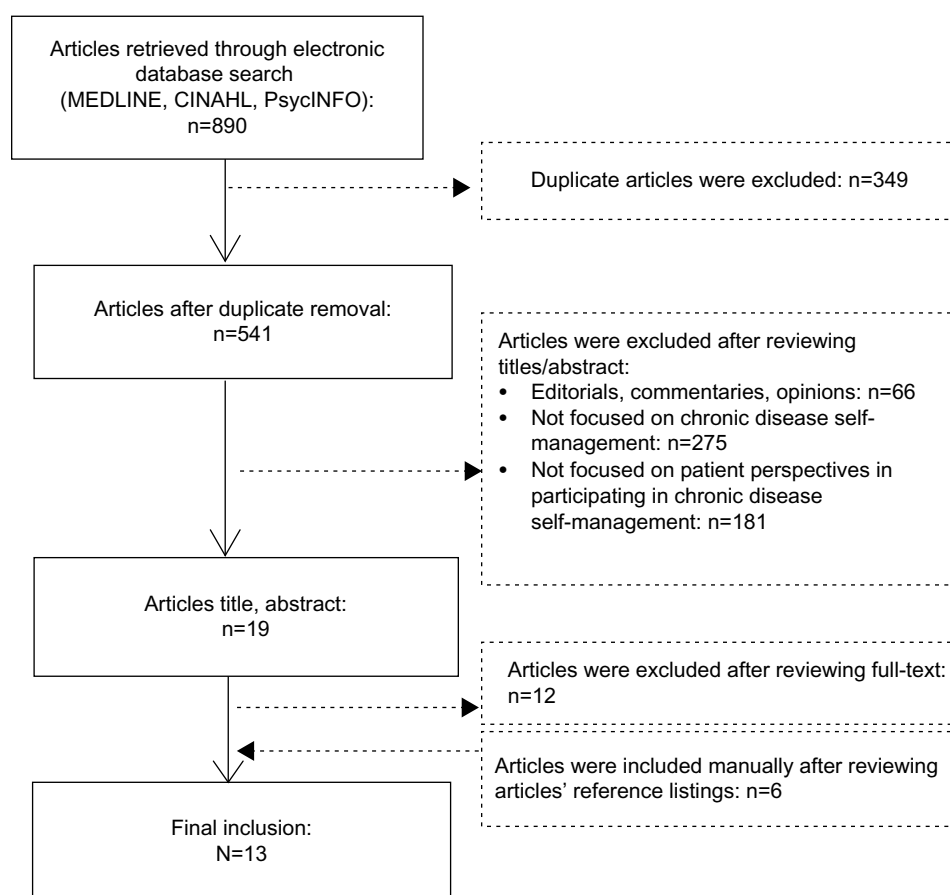 Articles retrieved through electronic
database search
(MEDLINE, CINAHL, PsycINFO):
n=890
Duplicate articles were excluded: n=349
Articles after duplicate removal:
n=541
Articles were excluded after reviewing
titles/abstract:
• Editorials, commentaries, opinions: n=66
• Not focused on chronic disease self-
management: n=275
• Not focused on patient perspectives in
participating in chronic disease
self-management: n=181
Articles title, abstract:
n=19
Articles were excluded after reviewing full-text:
n=12
Articles were included manually after reviewing
articles’ reference listings: n=6
Final inclusion:
N=13